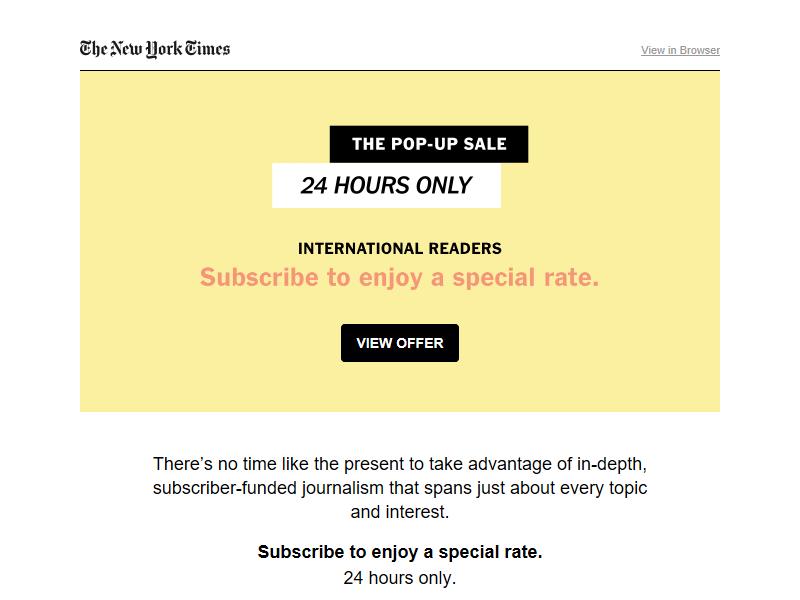 The New York Times
View in Browser
THE POP-UP SALE
24 HOURS ONLY
INTERNATIONAL READERS
Subscribe to enjoy a special rate.
VIEW OFFER
There’s no time like the present to take advantage of in-depth,
subscriber-funded journalism that spans just about every topic
and interest.
Subscribe to enjoy a special rate.
24 hours only.